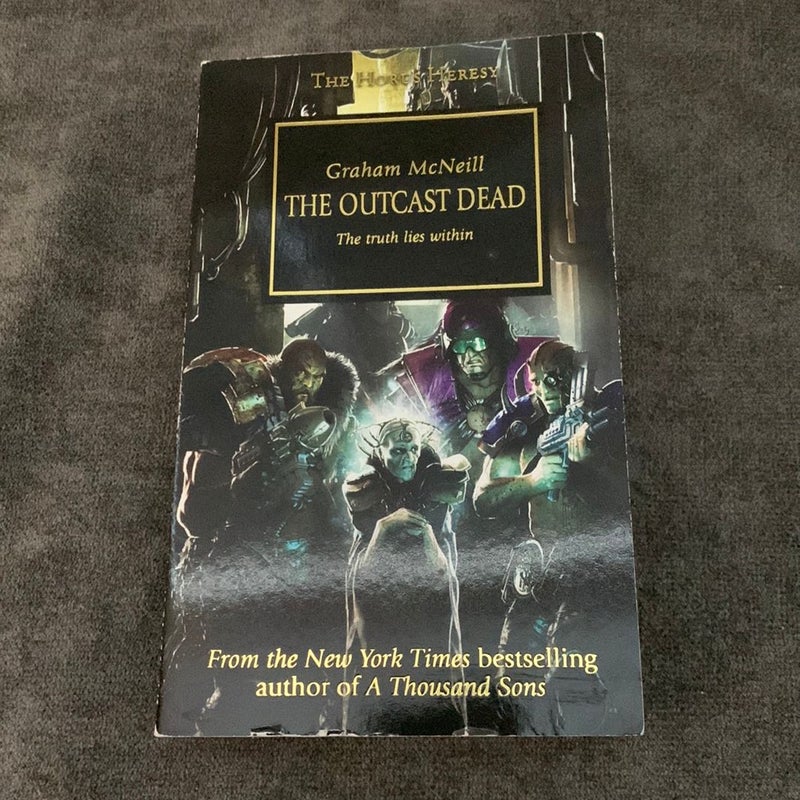 THE HORUS HERESY
Graham McNeill
THE OUTCAST DEAD
The truth lies within
From the New York Times bestselling
author of A Thousand Sons